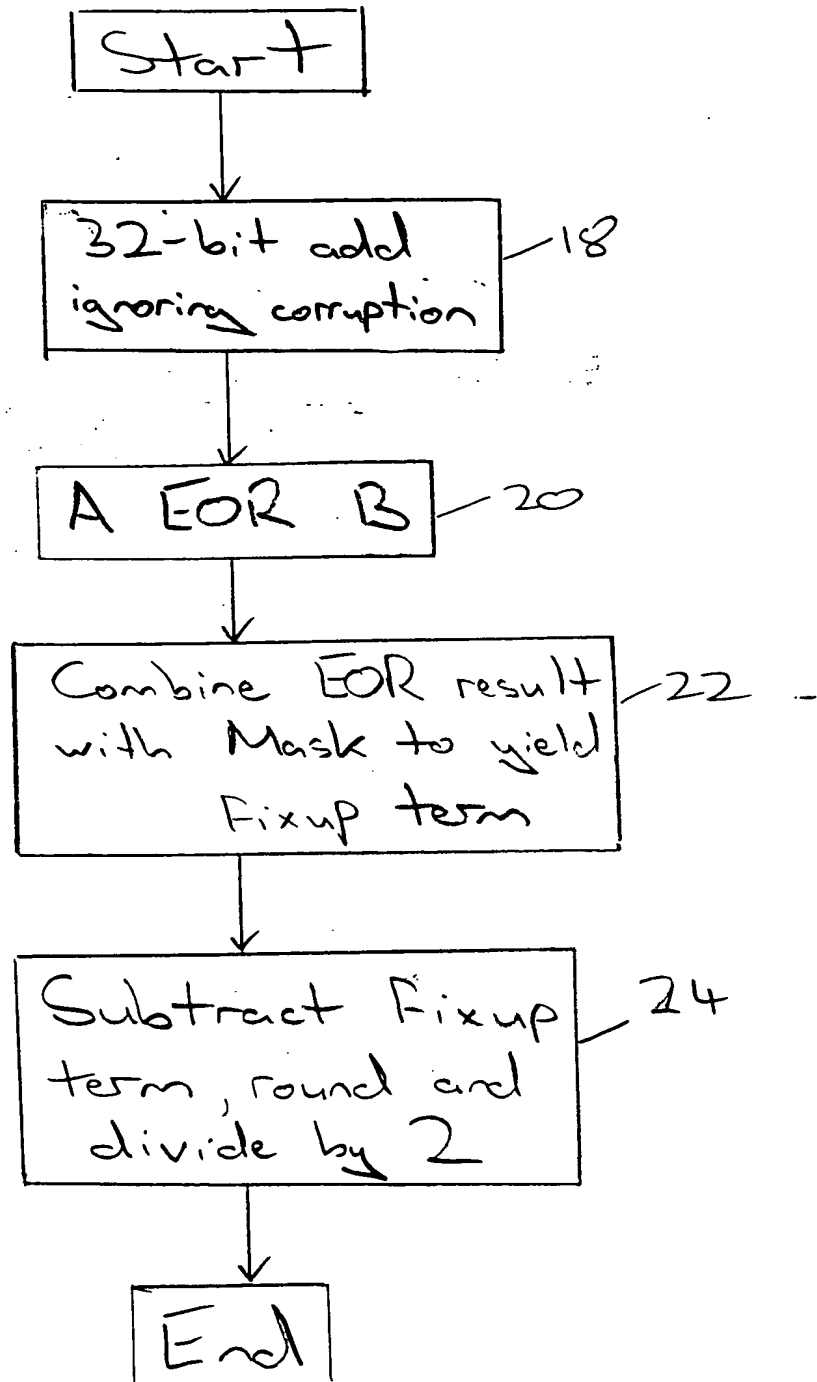 Start
32-bit add
18
ignoring corruption
A EOR B
20
Combine EOR result
22
with Mask to yield
Fixup term
Subtract Fixup
24
term, round and
divide by 2
End